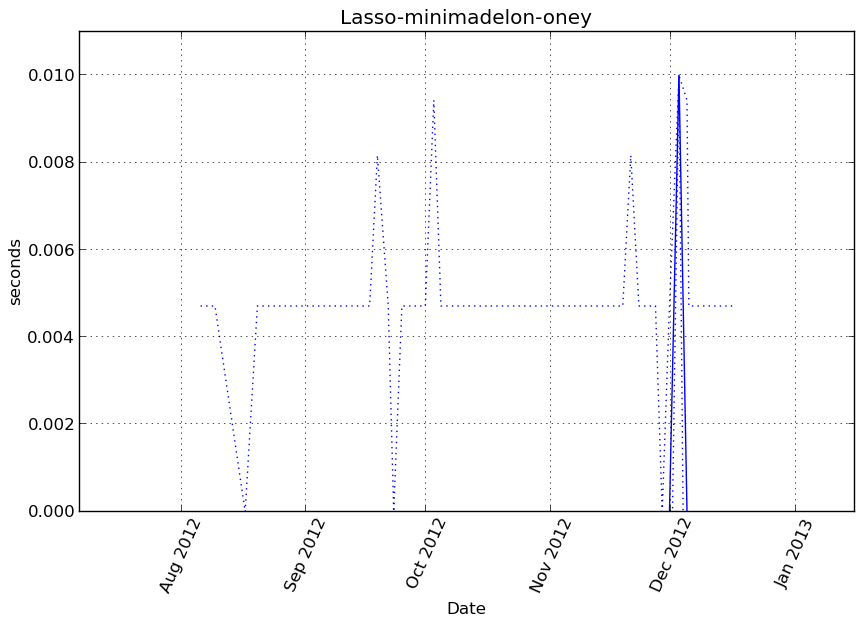 Lasso-minimadelon-oney
0.010
0.008
0.006
0.004
0.002
0.000
seconds
Aug 2012
Sep 2012
Oct 2012
Nov 2012
Dec 2012
Jan 2013
Date